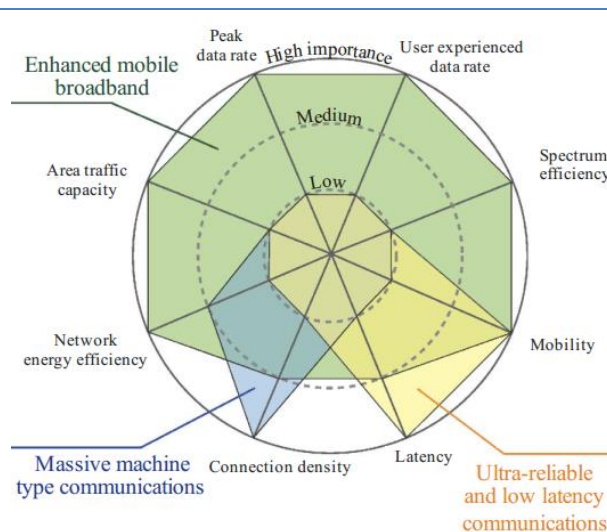 Peak
data rate
High importance
User experienced
data rate
Enhanced mobile
broadband
Medium
Area traffic
capacity
Low
Spectrum
efficiency
Network
energy efficiency
Mobility
Massive machine
type communications
Connection density
Latency
Ultra-reliable
and low latency
communications